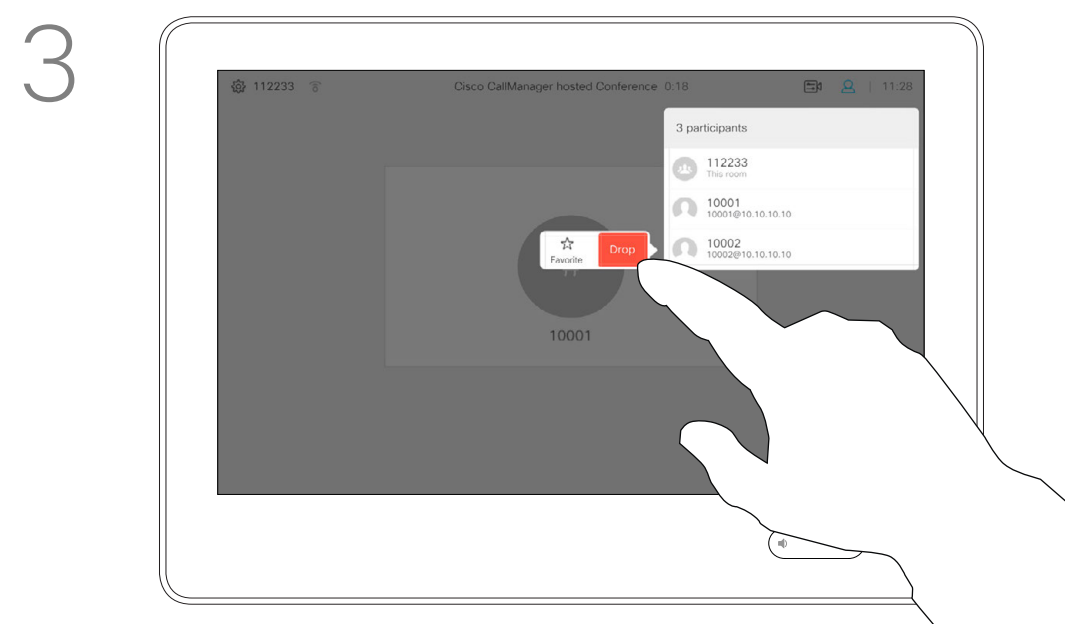 3
112233
Cisco CallManager hosted Conference 0:18
11:28
3 participants
112233
This room
10001
10001@10.10.10.10
10002
10002@10.10.10.10
Favorite
Drop
10001